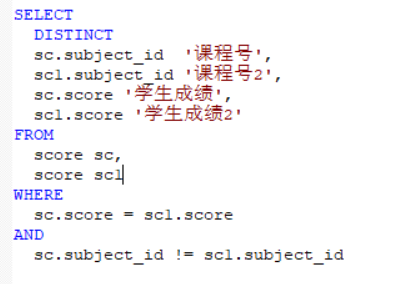 SELECT
DISTINCT
sc.subject_id '课程号',
sc1.subject_id '课程号2',
sc.score '学生成绩',
sc1.score '学生成绩2'
FROM
score sc,
score sc1
WHERE
sc.score = sc1.score
AND
sc.subject_id != sc1.subject_id